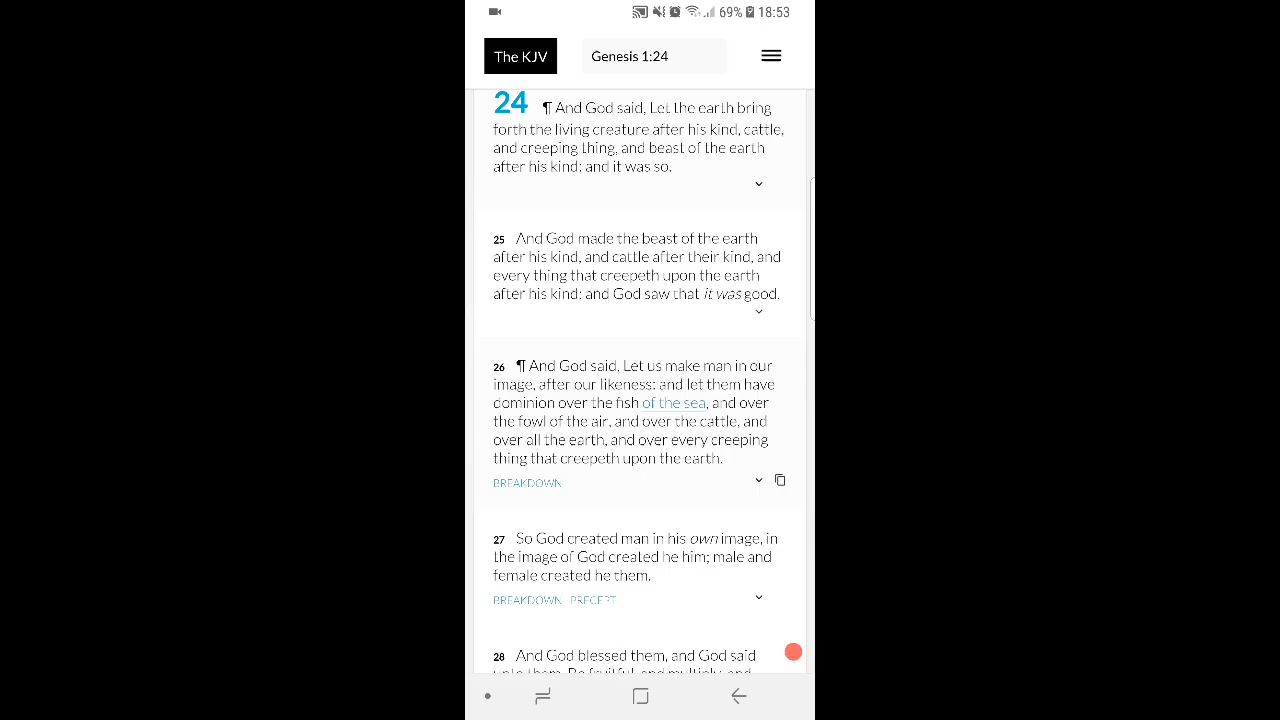 69% 18:53
The KJV Genesis 1:24
24 ¶ And God said, Let the earth bring
forth the living creature after his kind, cattle,
and creeping thing, and beast of the earth
after his kind: and it was so.
25 And God made the beast of the earth
after his kind, and cattle after their kind, and
every thing that creepeth upon the earth
after his kind: and God saw that it was good.
26 ¶ And God said, Let us make man in our
image, after our likeness: and let them have
dominion over the fish of the sea, and over
the fowl of the air, and over the cattle, and
over all the earth, and over every creeping
thing that creepeth upon the earth.
BREAKDOWN
27 So God created man in his own image, in
the image of God created he him; male and
female created he them.
BREAKDOWN PRECEPT
28 And God blessed them, and God said
unto them, Be fruitful, and multiply, and